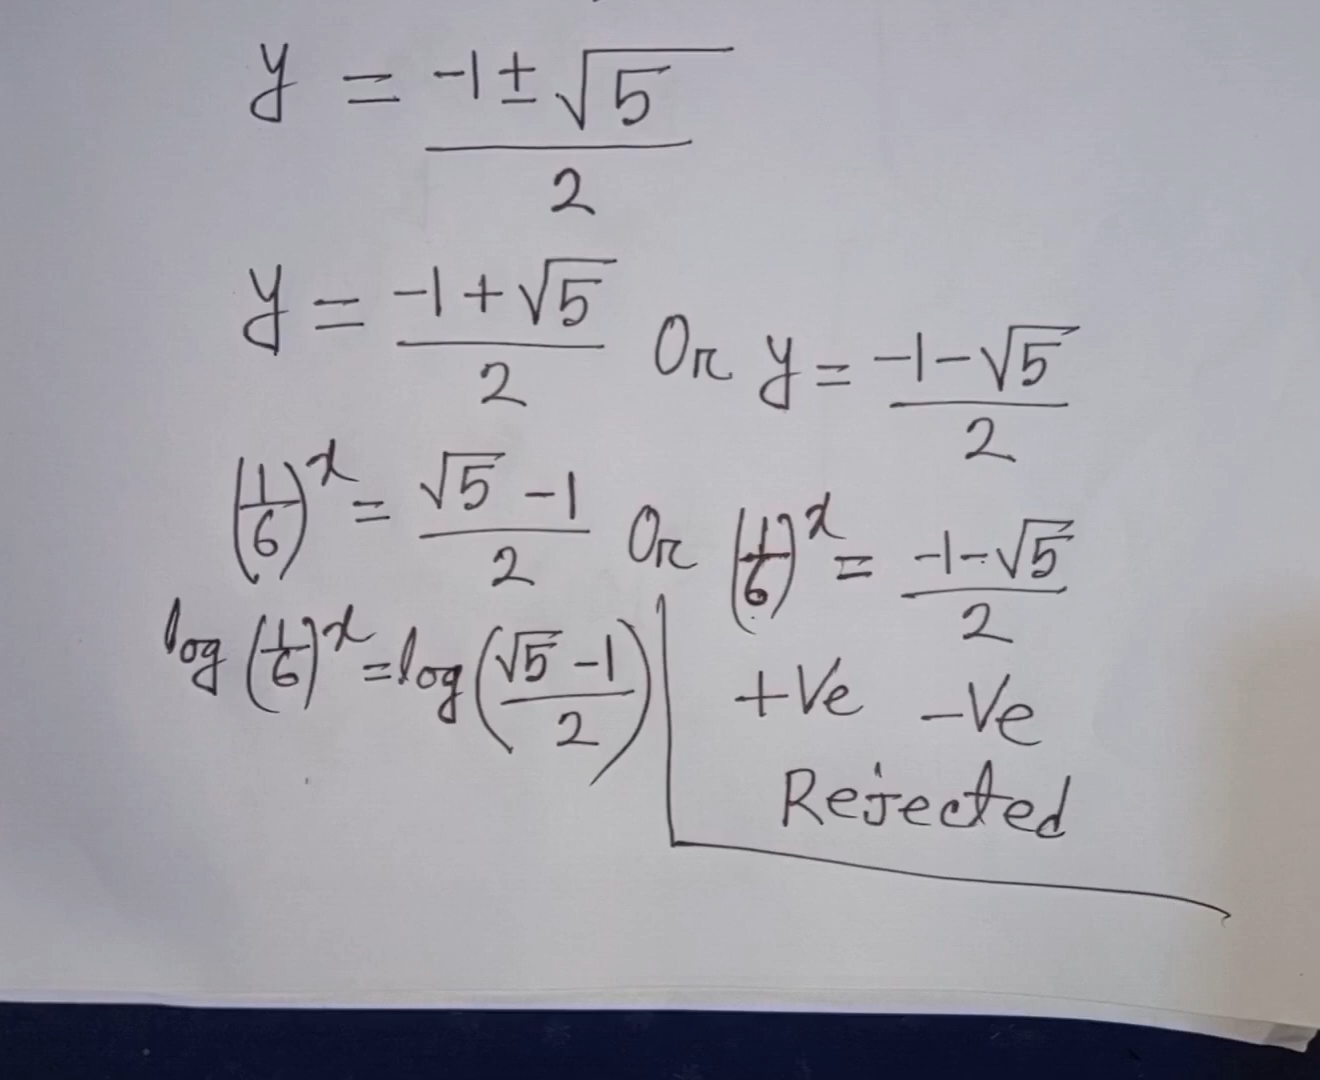 y = (-1 ± √5)/2
y = (-1 + √5)/2 Or y = (-1 - √5)/2
(1/6)^x = (√5 - 1)/2 Or (1/6)^x = (-1 - √5)/2
log (1/6)^x = log ((√5 - 1)/2)
+Ve -Ve
Rejected